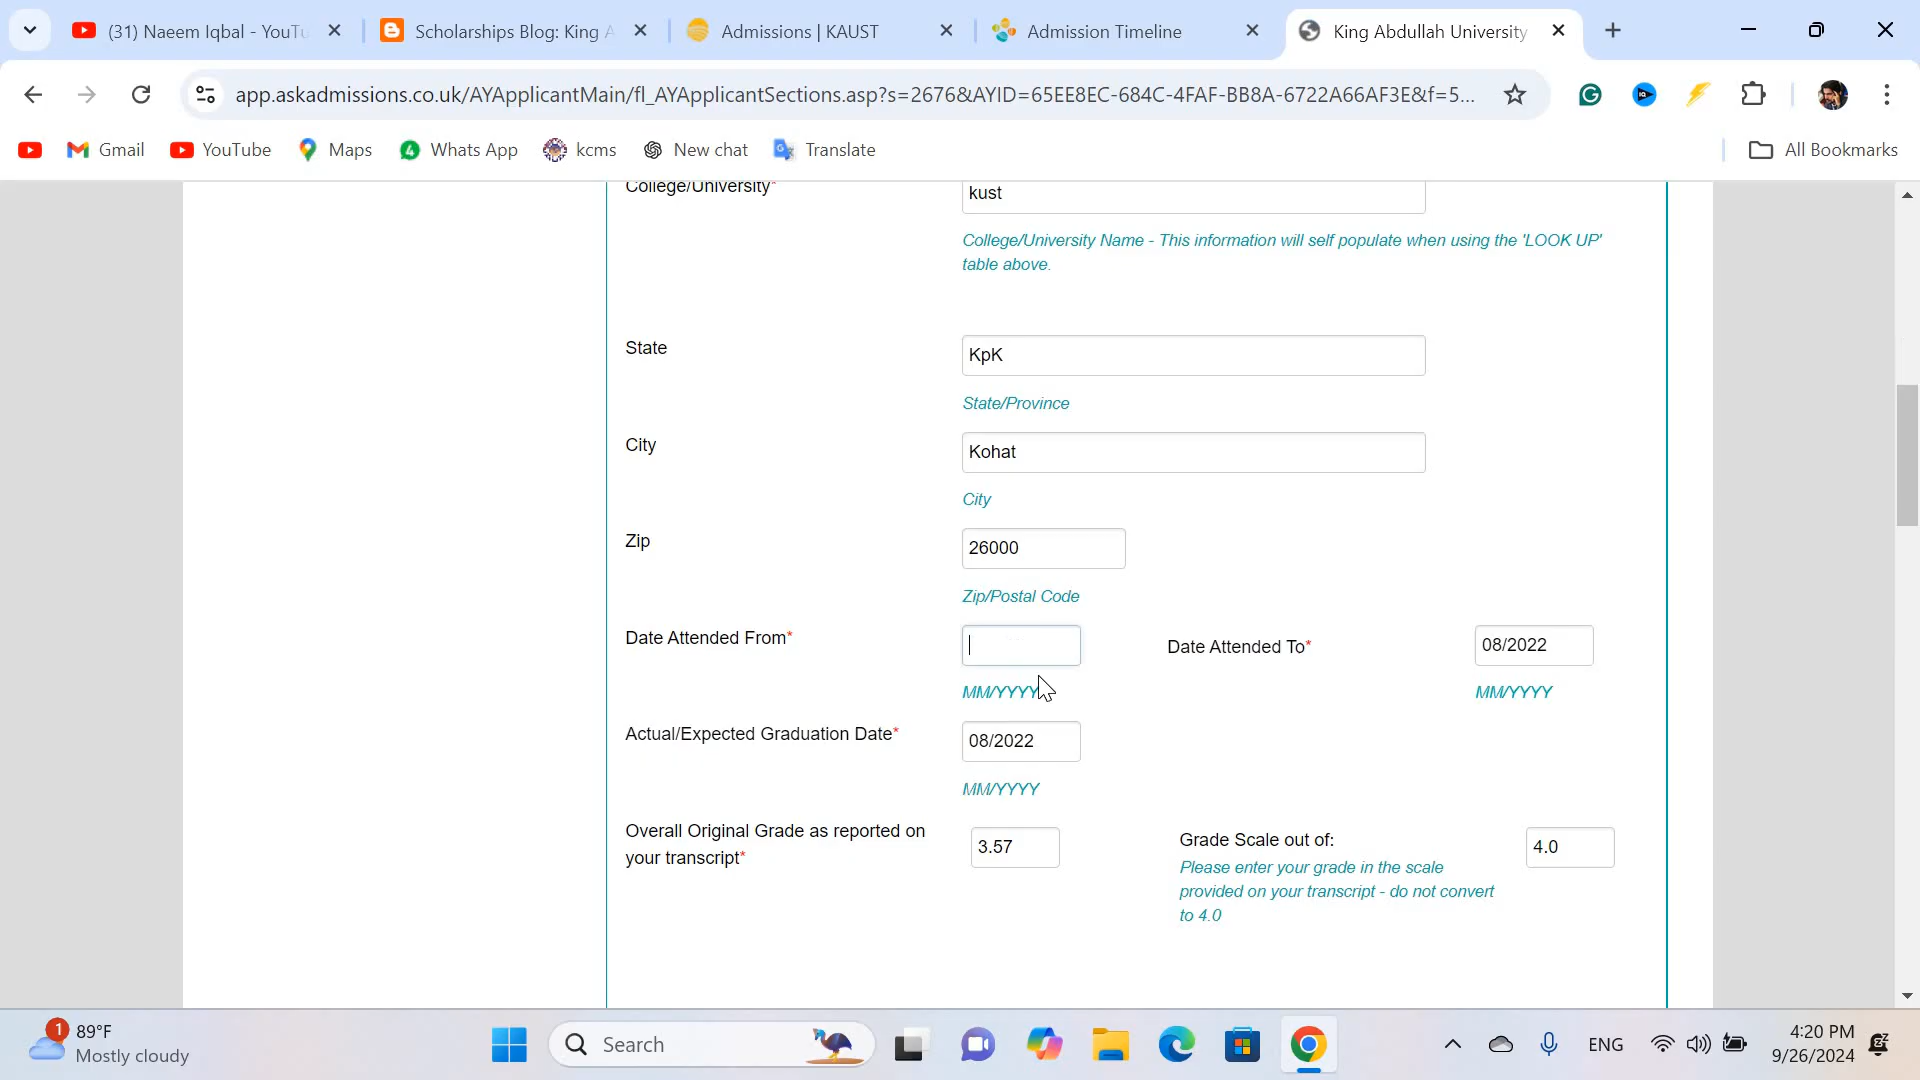 (31) Naeem Iqbal - YouTu
Scholarships Blog: King A
Admissions | KAUST
Admission Timeline
King Abdullah University
app.askadmissions.co.uk/AYApplicantMain/fl_AYApplicantSections.asp?s=2676&AYID=65EE8EC-684C-4FAF-BB8A-6722A66AF3E&f=5...
Gmail
YouTube
Maps
4
Whats App
kcms
New chat
Translate
All Bookmarks
College/University*
kust
College/University Name - This information will self populate when using the 'LOOK UP'
table above.
State
KpK
State/Province
City
Kohat
City
Zip
26000
Zip/Postal Code
Date Attended From*
Date Attended To*
08/2022
MM/YYYY
MM/YYYY
Actual/Expected Graduation Date*
08/2022
MM/YYYY
Overall Original Grade as reported on
your transcript*
3.57
Grade Scale out of:
Please enter your grade in the scale
provided on your transcript - do not convert
to 4.0
4.0
1
89°F
Mostly cloudy
Search
ENG
4:20 PM
9/26/2024